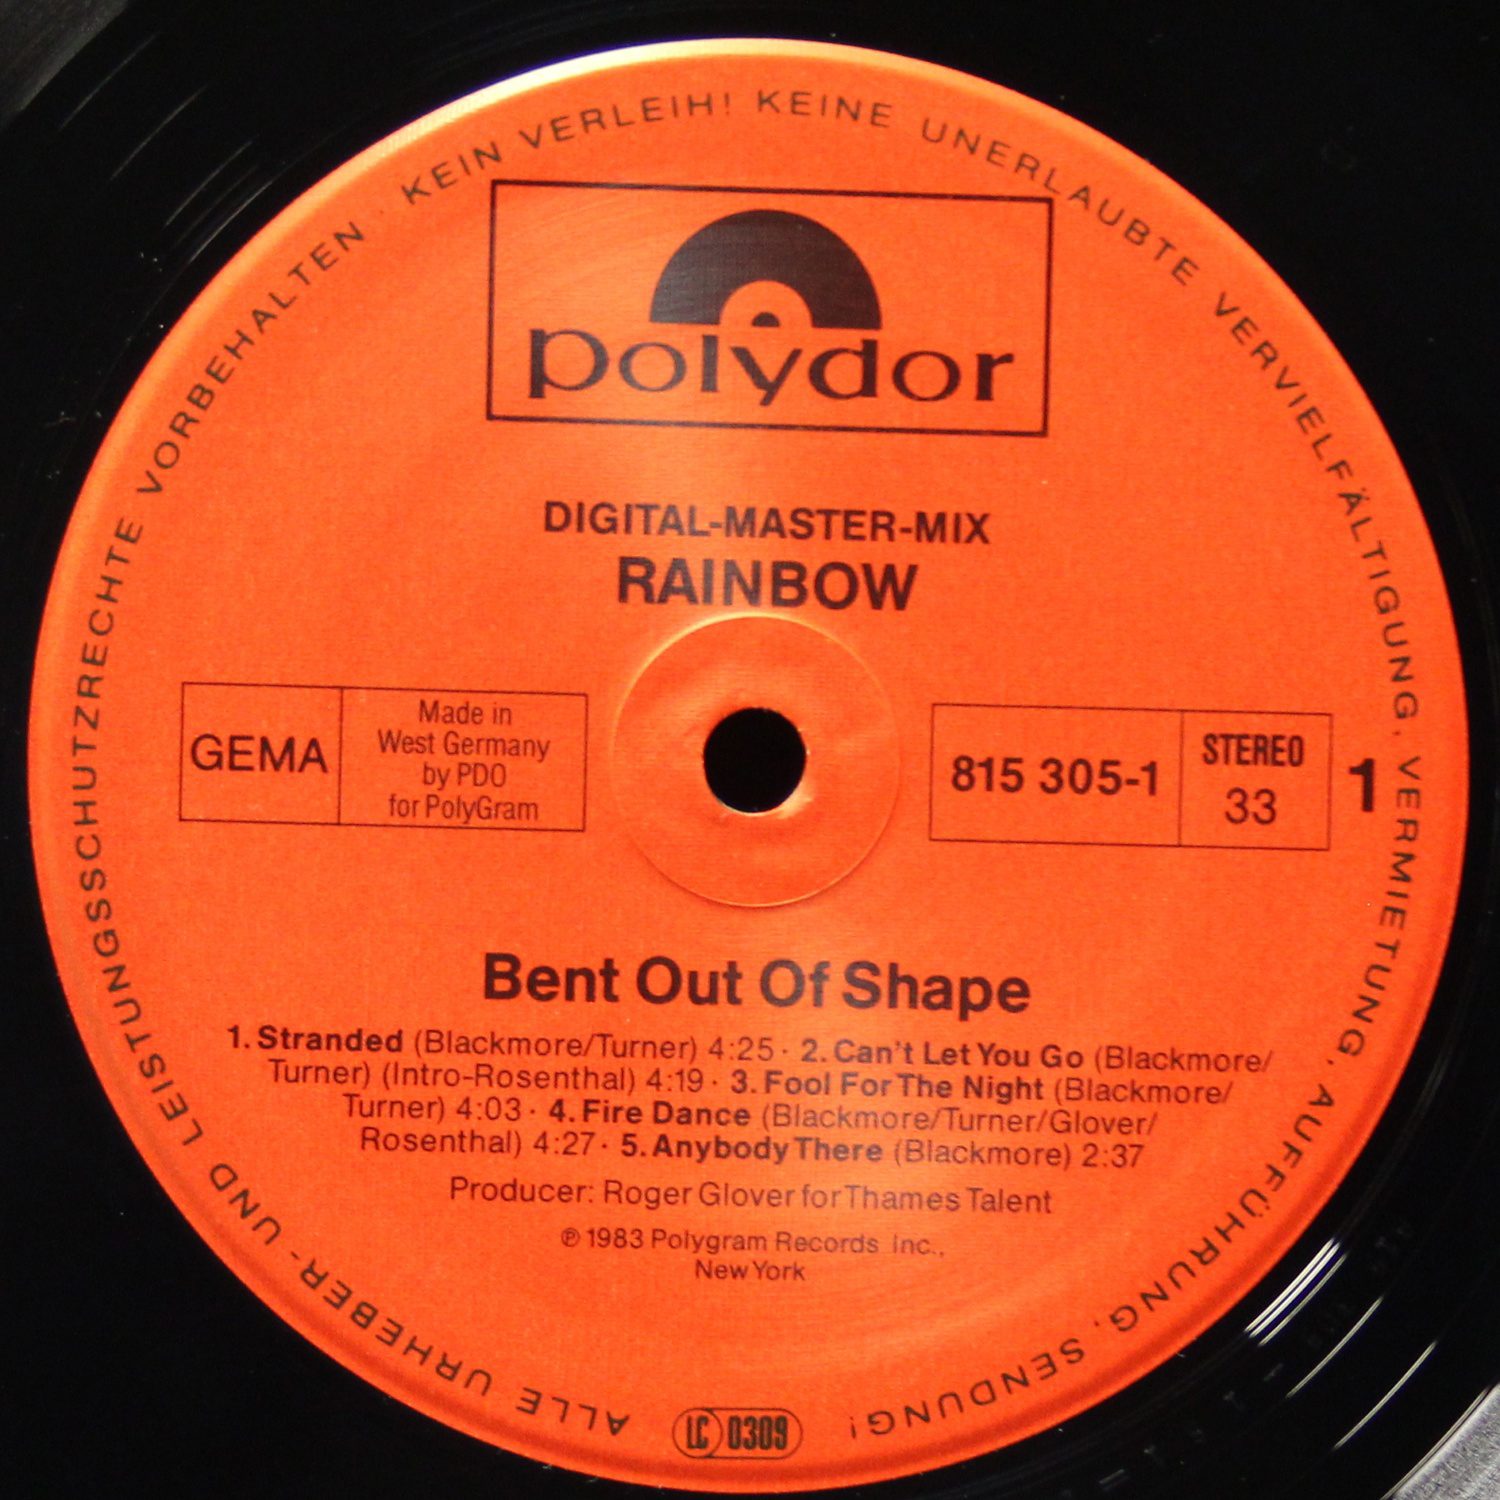 ALLE URHEBER- UND LEISTUNGSSCHUTZRECHTE VORBEHALTEN · KEIN VERLEIH! KEINE UNERLAUBTE VERVIELFÄLTIGUNG, VERMIETUNG, AUFFÜHRUNG, SENDUNG!
polydor
DIGITAL-MASTER-MIX
RAINBOW
GEMA
Made in
West Germany
by PDO
for PolyGram
815 305-1
STEREO
33
1
Bent Out Of Shape
1. Stranded (Blackmore/Turner) 4:25 · 2. Can't Let You Go (Blackmore/
Turner) (Intro-Rosenthal) 4:19 · 3. Fool For The Night (Blackmore/
Turner) 4:03 · 4. Fire Dance (Blackmore/Turner/Glover/
Rosenthal) 4:27 · 5. Anybody There (Blackmore) 2:37
Producer: Roger Glover for Thames Talent
℗ 1983 Polygram Records Inc.,
New York
LC 0309